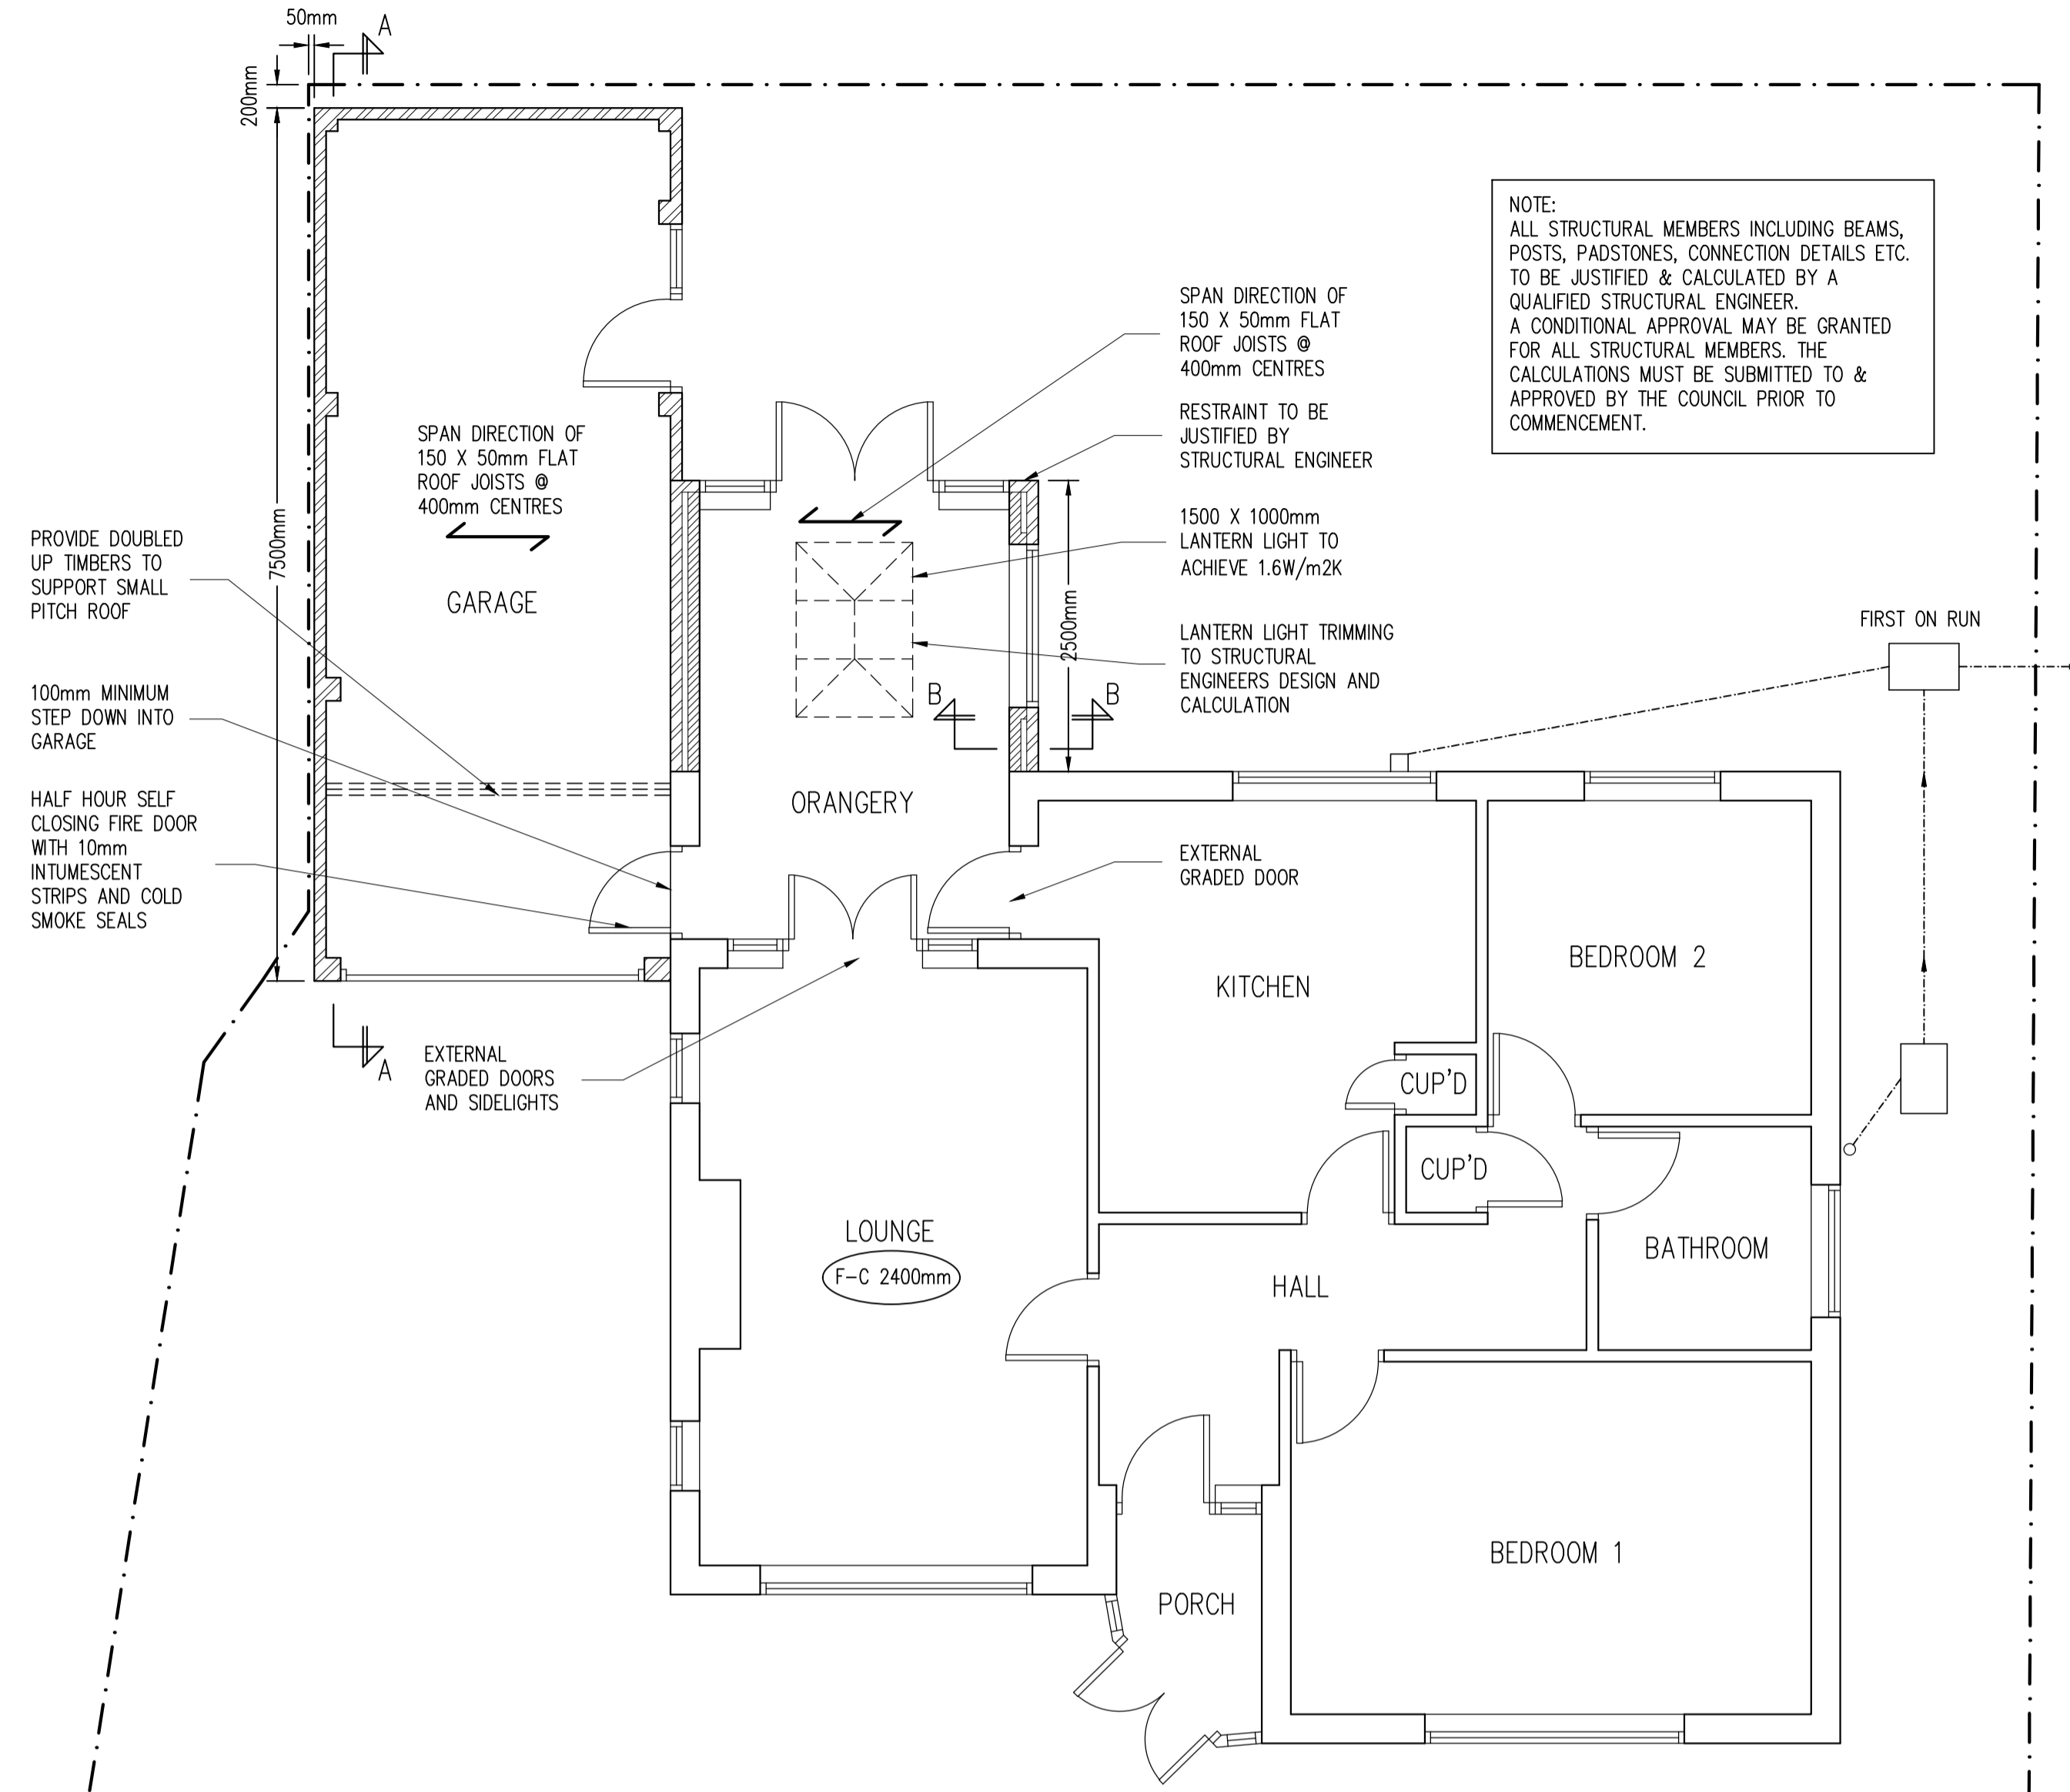 50mm
A
200mm
7500mm
NOTE:
ALL STRUCTURAL MEMBERS INCLUDING BEAMS,
POSTS, PADSTONES, CONNECTION DETAILS ETC.
TO BE JUSTIFIED & CALCULATED BY A
QUALIFIED STRUCTURAL ENGINEER.
A CONDITIONAL APPROVAL MAY BE GRANTED
FOR ALL STRUCTURAL MEMBERS. THE
CALCULATIONS MUST BE SUBMITTED TO &
APPROVED BY THE COUNCIL PRIOR TO
COMMENCEMENT.
SPAN DIRECTION OF
150 X 50mm FLAT
ROOF JOISTS @
400mm CENTRES
RESTRAINT TO BE
JUSTIFIED BY
STRUCTURAL ENGINEER
1500 X 1000mm
LANTERN LIGHT TO
ACHIEVE 1.6W/m2K
LANTERN LIGHT TRIMMING
TO STRUCTURAL
ENGINEERS DESIGN AND
CALCULATION
SPAN DIRECTION OF
150 X 50mm FLAT
ROOF JOISTS @
400mm CENTRES
GARAGE
PROVIDE DOUBLED
UP TIMBERS TO
SUPPORT SMALL
PITCH ROOF
100mm MINIMUM
STEP DOWN INTO
GARAGE
HALF HOUR SELF
CLOSING FIRE DOOR
WITH 10mm
INTUMESCENT
STRIPS AND COLD
SMOKE SEALS
2500mm
B
B
FIRST ON RUN
ORANGERY
EXTERNAL
GRADED DOOR
KITCHEN
BEDROOM 2
A
EXTERNAL
GRADED DOORS
AND SIDELIGHTS
CUP'D
CUP'D
LOUNGE
F-C 2400mm
HALL
BATHROOM
BEDROOM 1
PORCH